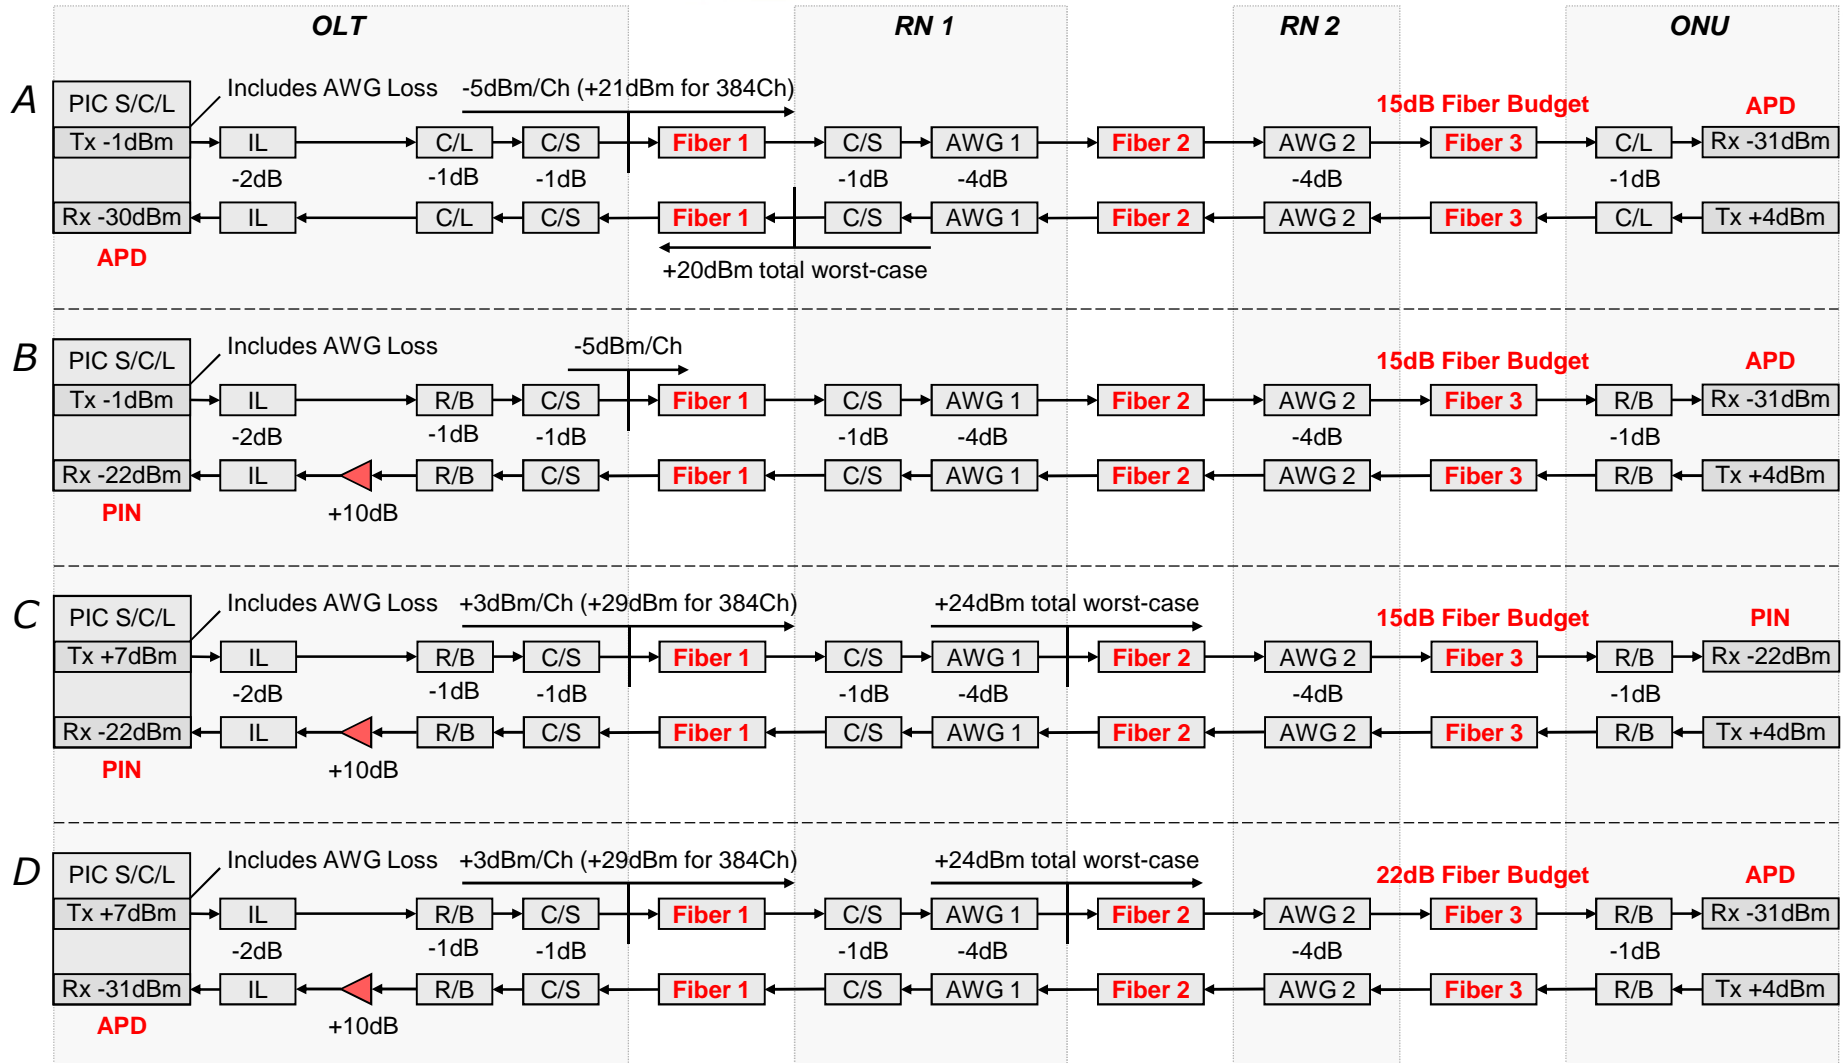 OLT RN 1 RN 2 ONU
A
PIC S/C/L Includes AWG Loss -5dBm/Ch (+21dBm for 384Ch) 15dB Fiber Budget APD
Tx -1dBm IL C/L C/S Fiber 1 C/S AWG 1 Fiber 2 AWG 2 Fiber 3 C/L Rx -31dBm
-2dB -1dB -1dB -1dB -4dB -4dB -1dB
Rx -30dBm IL C/L C/S Fiber 1 C/S AWG 1 Fiber 2 AWG 2 Fiber 3 C/L Tx +4dBm
APD +20dBm total worst-case
B
PIC S/C/L Includes AWG Loss -5dBm/Ch 15dB Fiber Budget APD
Tx -1dBm IL R/B C/S Fiber 1 C/S AWG 1 Fiber 2 AWG 2 Fiber 3 R/B Rx -31dBm
-2dB -1dB -1dB -1dB -4dB -4dB -1dB
Rx -22dBm IL R/B C/S Fiber 1 C/S AWG 1 Fiber 2 AWG 2 Fiber 3 R/B Tx +4dBm
PIN +10dB
C
PIC S/C/L Includes AWG Loss +3dBm/Ch (+29dBm for 384Ch) +24dBm total worst-case 15dB Fiber Budget PIN
Tx +7dBm IL R/B C/S Fiber 1 C/S AWG 1 Fiber 2 AWG 2 Fiber 3 R/B Rx -22dBm
-2dB -1dB -1dB -1dB -4dB -4dB -1dB
Rx -22dBm IL R/B C/S Fiber 1 C/S AWG 1 Fiber 2 AWG 2 Fiber 3 R/B Tx +4dBm
PIN +10dB
D
PIC S/C/L Includes AWG Loss +3dBm/Ch (+29dBm for 384Ch) +24dBm total worst-case 22dB Fiber Budget APD
Tx +7dBm IL R/B C/S Fiber 1 C/S AWG 1 Fiber 2 AWG 2 Fiber 3 R/B Rx -31dBm
-2dB -1dB -1dB -1dB -4dB -4dB -1dB
Rx -31dBm IL R/B C/S Fiber 1 C/S AWG 1 Fiber 2 AWG 2 Fiber 3 R/B Tx +4dBm
APD +10dB